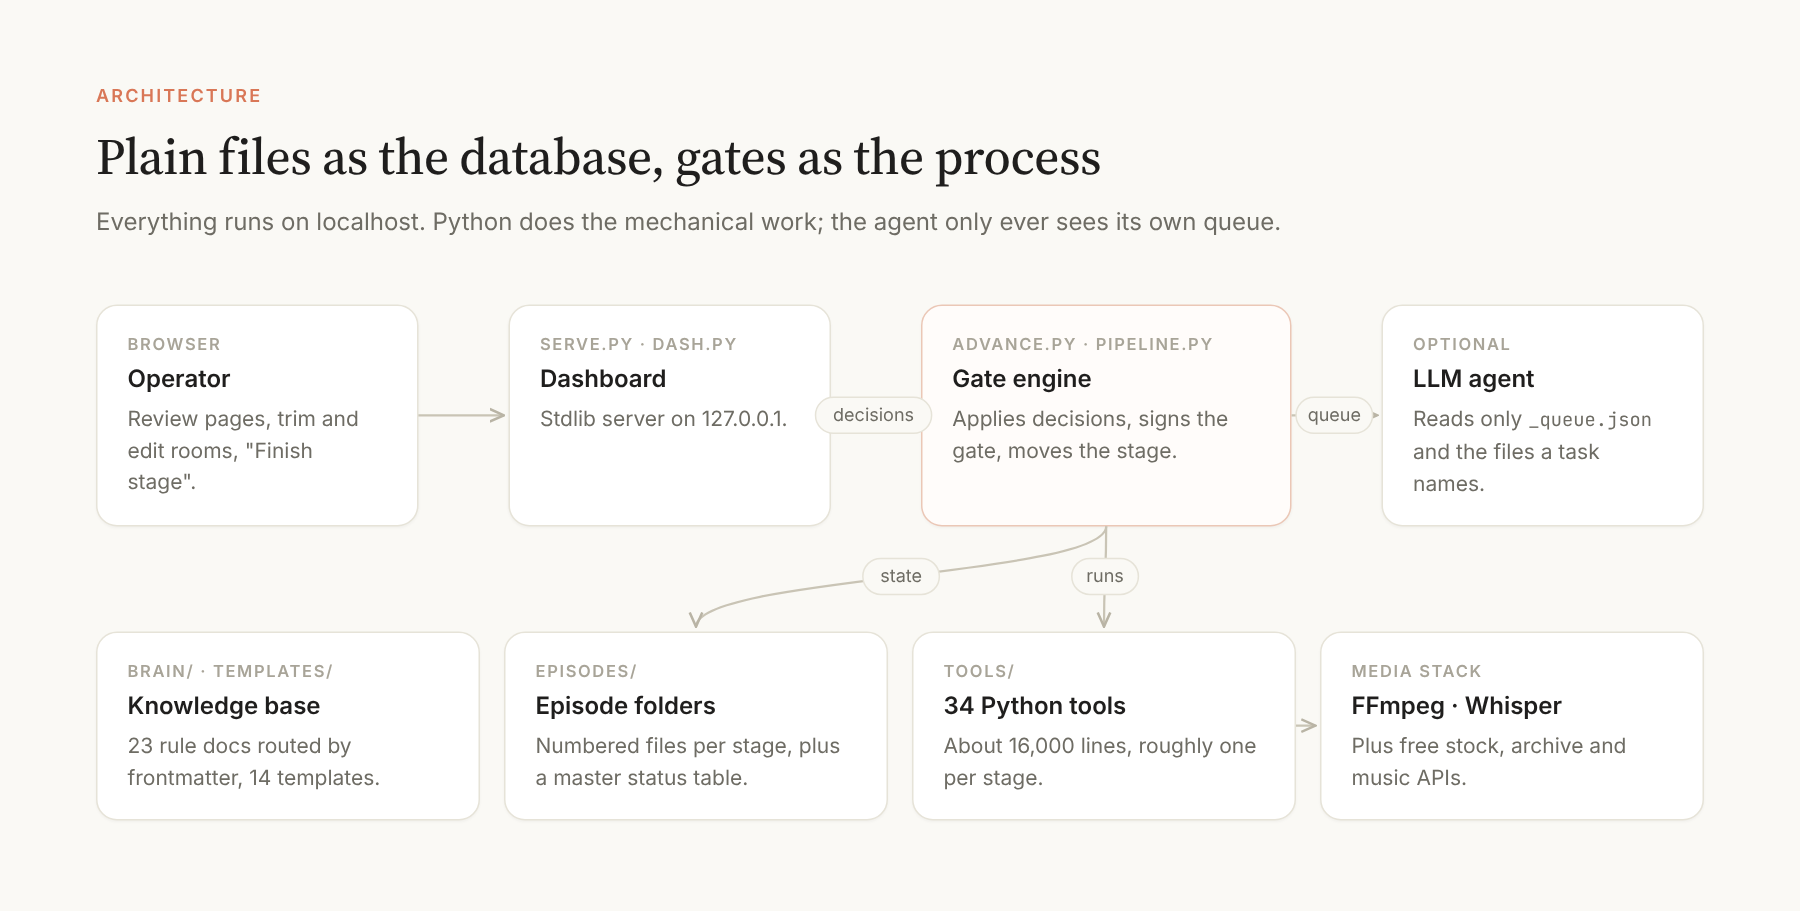 ARCHITECTURE
Plain files as the database, gates as the process
Everything runs on localhost. Python does the mechanical work; the agent only ever sees its own queue.
BROWSER
Operator
Review pages, trim and
edit rooms, "Finish
stage".
SERVE.PY · DASH.PY
Dashboard
Stdlib server on 127.0.0.1.
decisions
ADVANCE.PY · PIPELINE.PY
Gate engine
Applies decisions, signs the
gate, moves the stage.
queue
OPTIONAL
LLM agent
Reads only _queue.json
and the files a task
names.
state
runs
BRAIN/ · TEMPLATES/
Knowledge base
23 rule docs routed by
frontmatter, 14 templates.
EPISODES/
Episode folders
Numbered files per stage, plus
a master status table.
TOOLS/
34 Python tools
About 16,000 lines, roughly one
per stage.
MEDIA STACK
FFmpeg · Whisper
Plus free stock, archive and
music APIs.